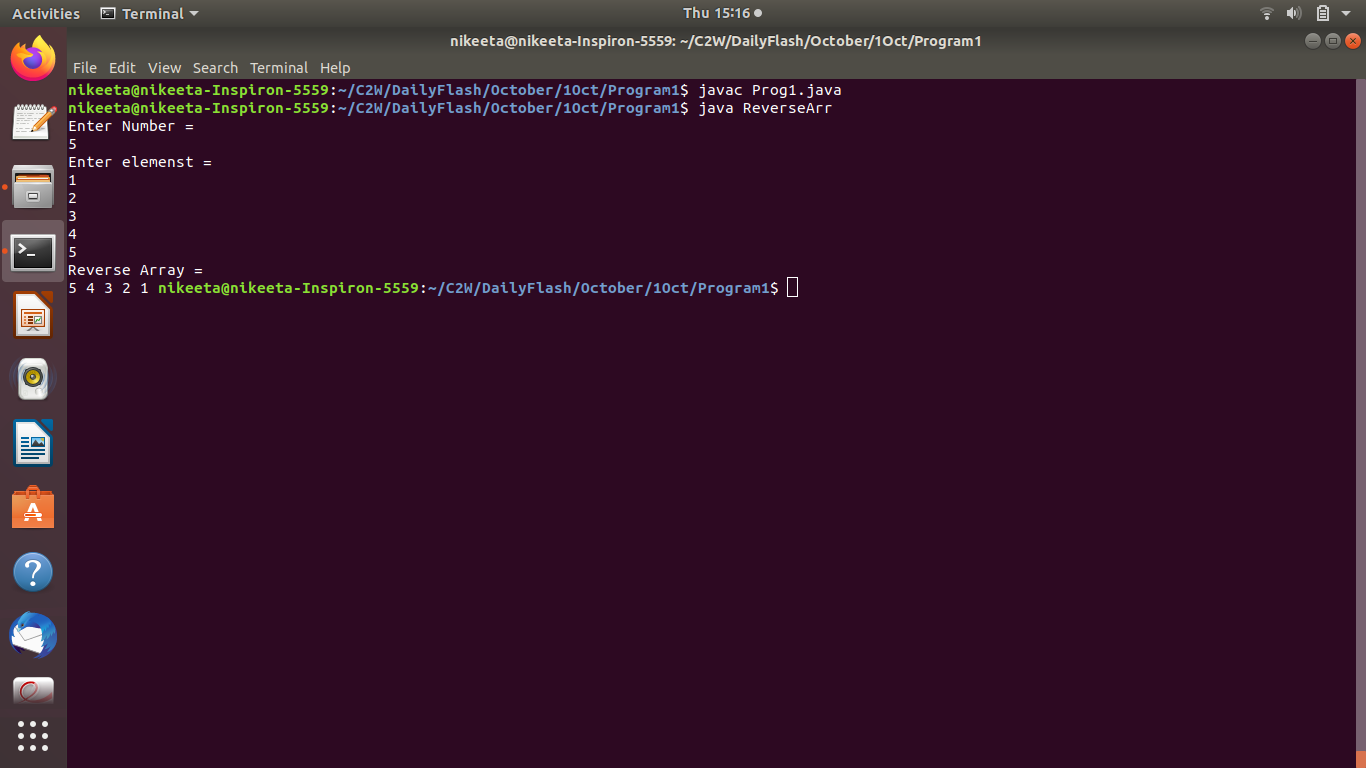 Activities Terminal Thu 15:16
nikeeta@nikeeta-Inspiron-5559: ~/C2W/DailyFlash/October/1Oct/Program1
File Edit View Search Terminal Help
nikeeta@nikeeta-Inspiron-5559:~/C2W/DailyFlash/October/1Oct/Program1$ javac Prog1.java
nikeeta@nikeeta-Inspiron-5559:~/C2W/DailyFlash/October/1Oct/Program1$ java ReverseArr
Enter Number =
5
Enter elemenst =
1
2
3
4
5
Reverse Array =
5 4 3 2 1 nikeeta@nikeeta-Inspiron-5559:~/C2W/DailyFlash/October/1Oct/Program1$